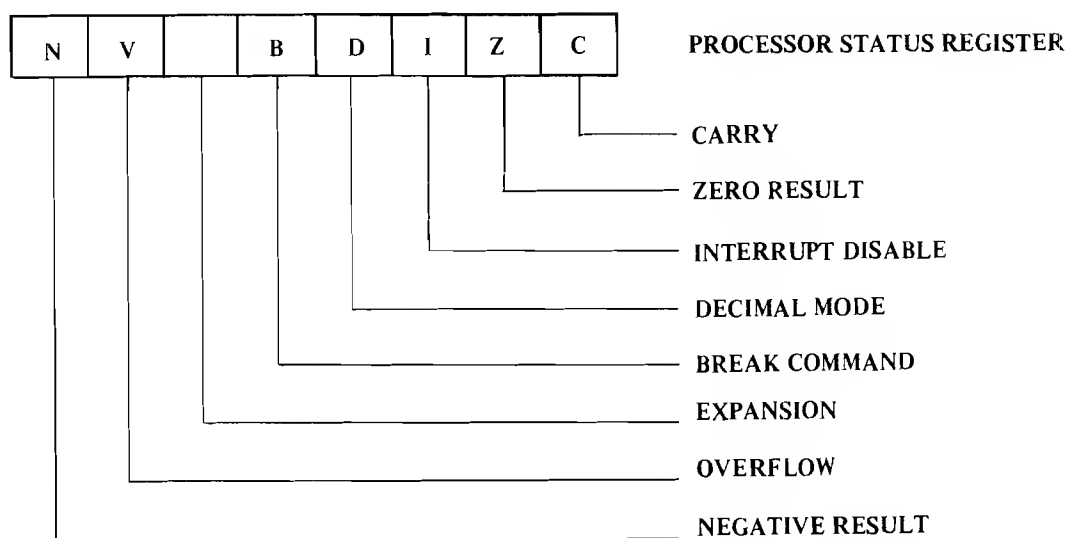 N V B D I Z C PROCESSOR STATUS REGISTER
CARRY
ZERO RESULT
INTERRUPT DISABLE
DECIMAL MODE
BREAK COMMAND
EXPANSION
OVERFLOW
NEGATIVE RESULT